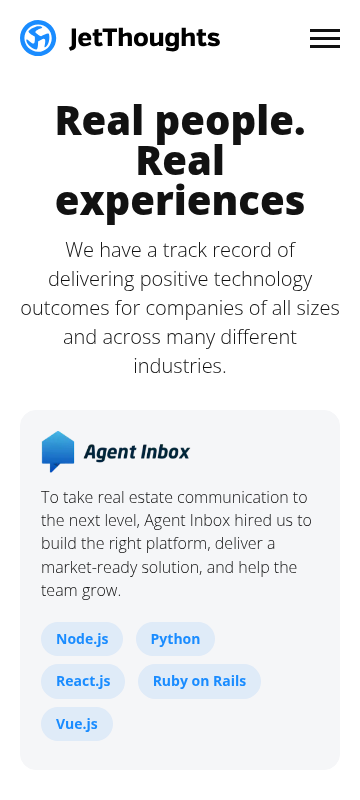 JetThoughts
Real people.
Real
experiences
We have a track record of
delivering positive technology
outcomes for companies of all sizes
and across many different
industries.
Agent Inbox
To take real estate communication to
the next level, Agent Inbox hired us to
build the right platform, deliver a
market-ready solution, and help the
team grow.
Node.js Python
React.js Ruby on Rails
Vue.js